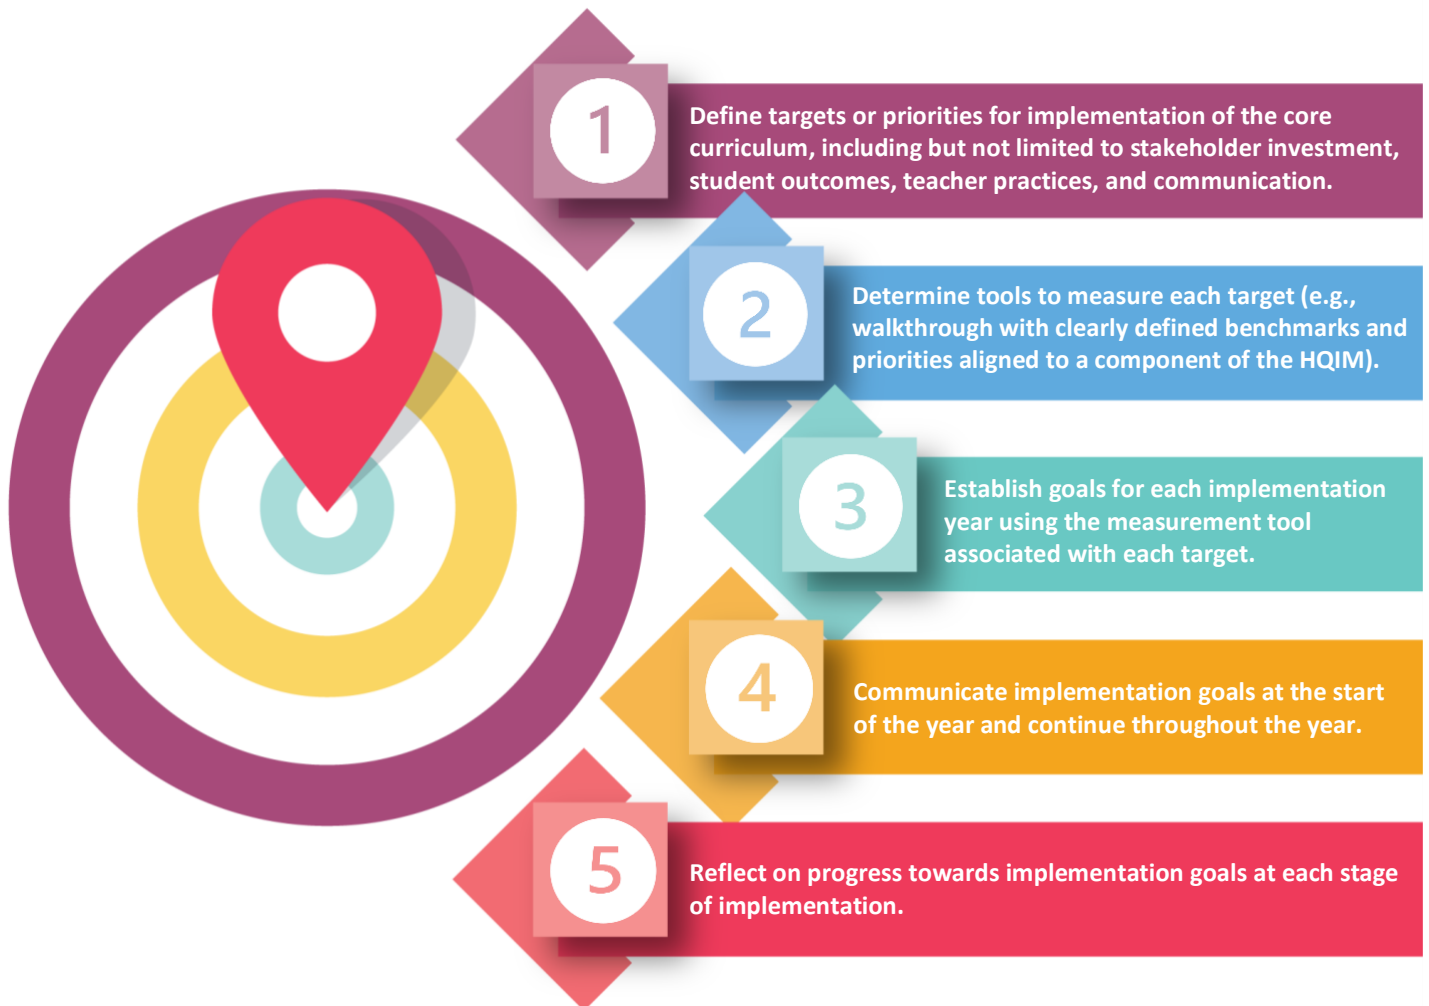 1
Define targets or priorities for implementation of the core
curriculum, including but not limited to stakeholder investment,
student outcomes, teacher practices, and communication.
2
Determine tools to measure each target (e.g.,
walkthrough with clearly defined benchmarks and
priorities aligned to a component of the HQIM).
3
Establish goals for each implementation
year using the measurement tool
associated with each target.
4
Communicate implementation goals at the start
of the year and continue throughout the year.
5
Reflect on progress towards implementation goals at each stage
of implementation.